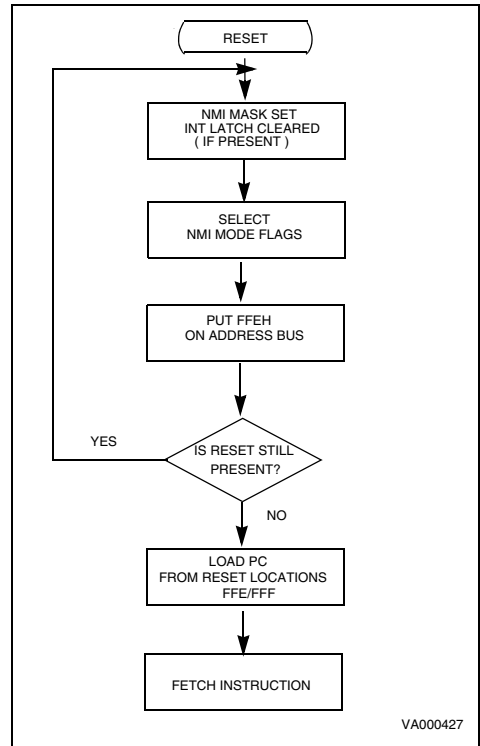 RESET
NMI MASK SET
INT LATCH CLEARED
( IF PRESENT )
SELECT
NMI MODE FLAGS
PUT FFEH
ON ADDRESS BUS
YES
IS RESET STILL
PRESENT?
NO
LOAD PC
FROM RESET LOCATIONS
FFE/FFF
FETCH INSTRUCTION
VA000427